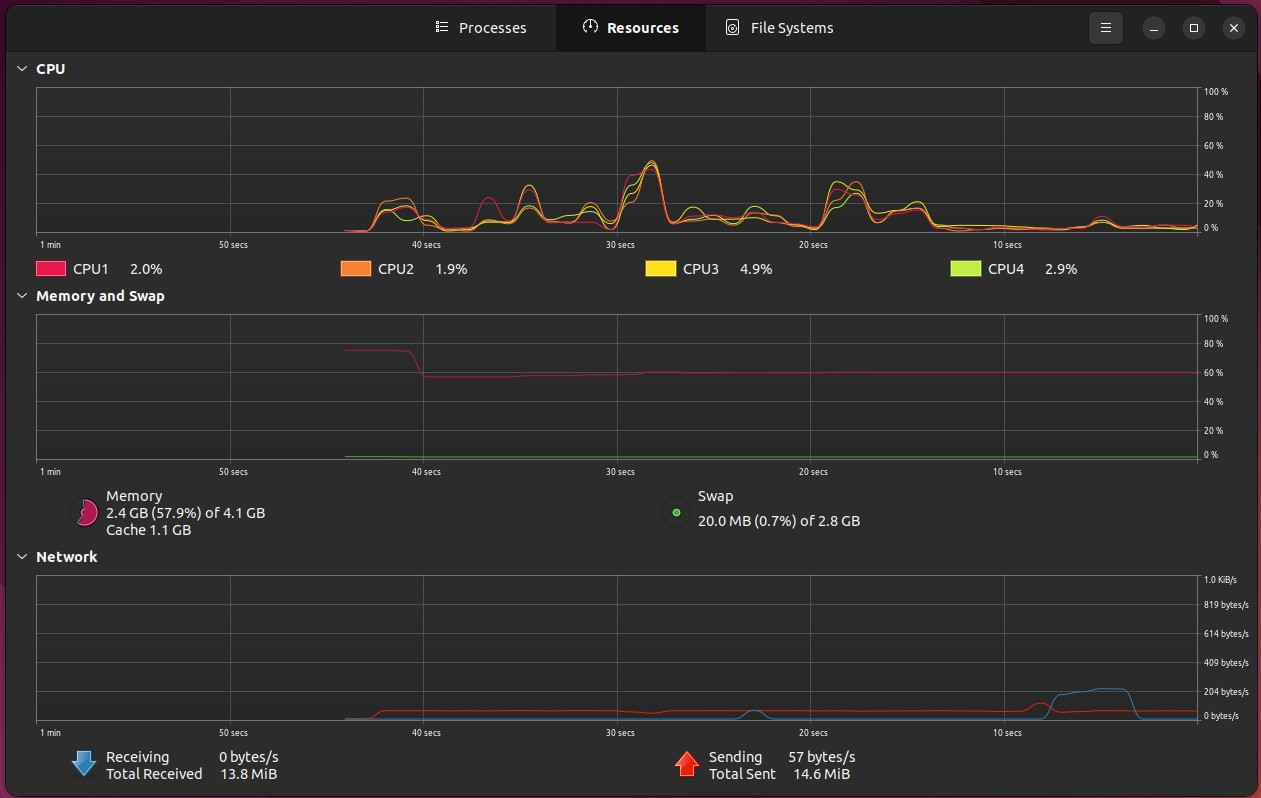 Processes Resources File Systems
CPU
100 %
80 %
60 %
40 %
20 %
0 %
1 min 50 secs 40 secs 30 secs 20 secs 10 secs
CPU1 2.0% CPU2 1.9% CPU3 4.9% CPU4 2.9%
Memory and Swap
100 %
80 %
60 %
40 %
20 %
0 %
1 min 50 secs 40 secs 30 secs 20 secs 10 secs
Memory
2.4 GB (57.9%) of 4.1 GB
Cache 1.1 GB
Swap
20.0 MB (0.7%) of 2.8 GB
Network
1.0 KiB/s
819 bytes/s
614 bytes/s
409 bytes/s
204 bytes/s
0 bytes/s
1 min 50 secs 40 secs 30 secs 20 secs 10 secs
Receiving 0 bytes/s
Total Received 13.8 MiB
Sending 57 bytes/s
Total Sent 14.6 MiB